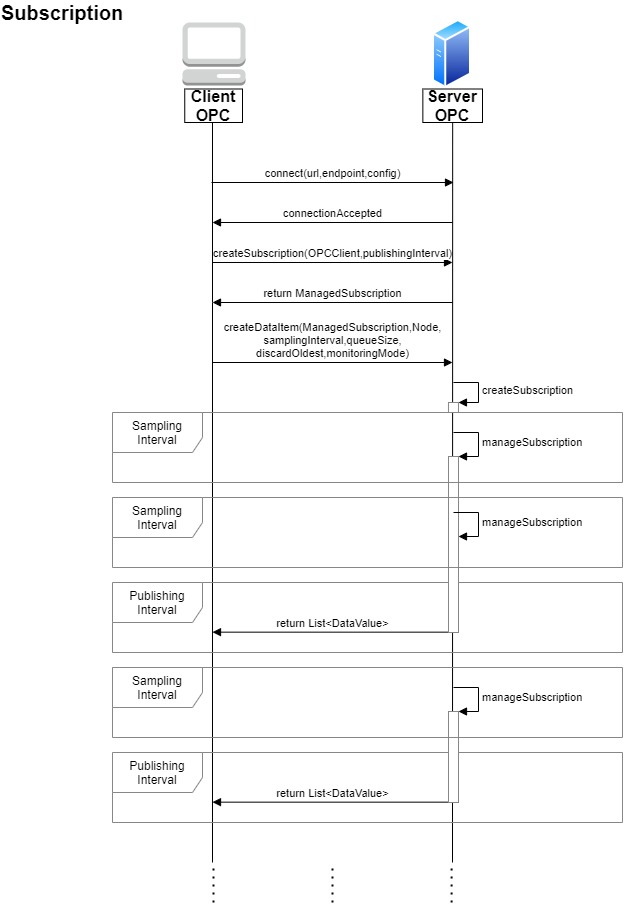 Subscription
Client
OPC
Server
OPC
connect(url,endpoint,config)
connectionAccepted
createSubscription(OPCClient,publishingInterval)
return ManagedSubscription
createDataItem(ManagedSubscription,Node,
samplingInterval,queueSize,
discardOldest,monitoringMode)
createSubscription
Sampling
Interval
manageSubscription
Sampling
Interval
manageSubscription
Publishing
Interval
return List<DataValue>
Sampling
Interval
manageSubscription
Publishing
Interval
return List<DataValue>